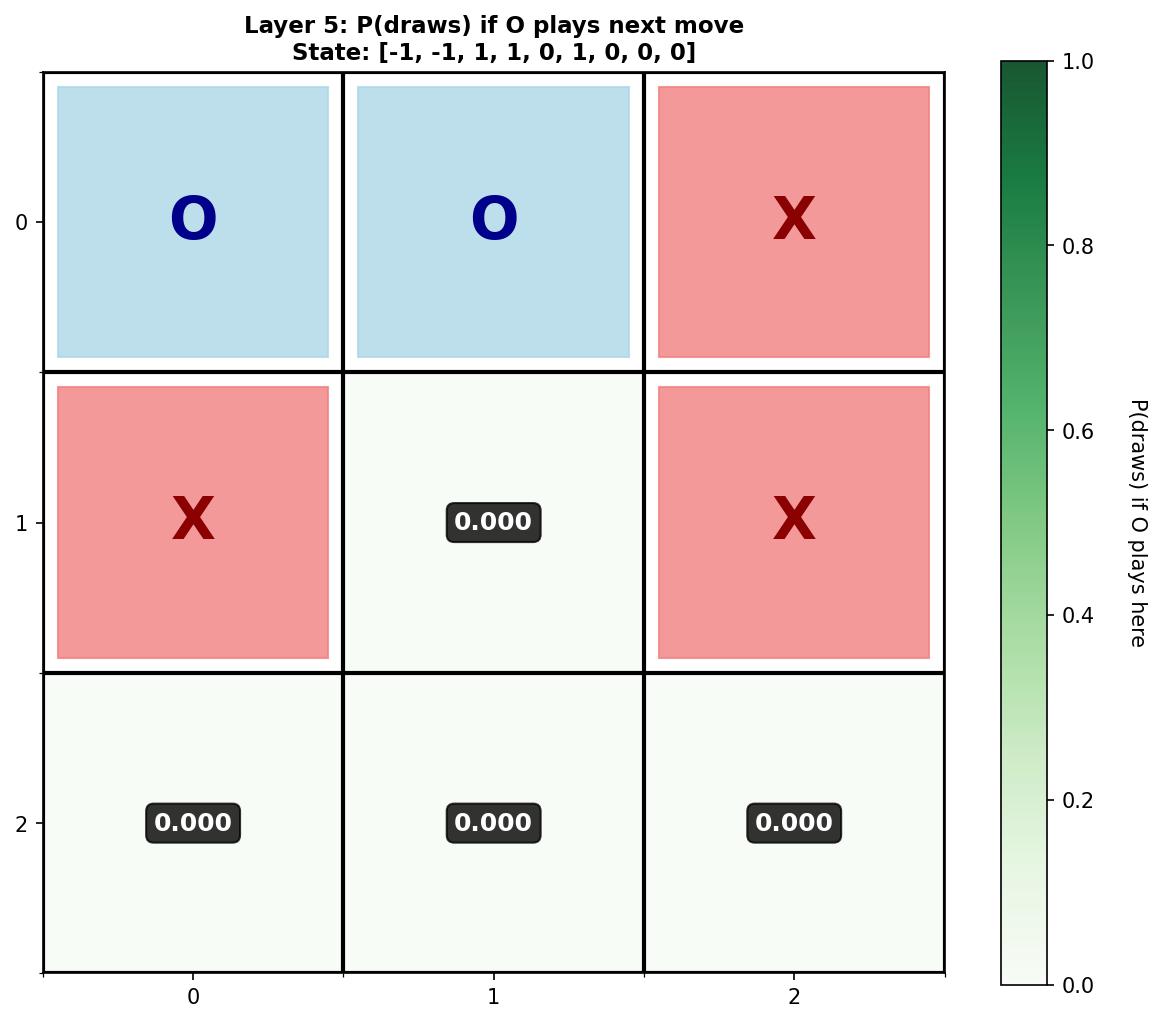 Layer 5: P(draws) if O plays next move
State: [-1, -1, 1, 1, 0, 1, 0, 0, 0]
O
O
X
X
0.000
X
0.000
0.000
0.000
0
1
2
0
1
2
1.0
0.8
0.6
0.4
0.2
0.0
P(draws) if O plays here